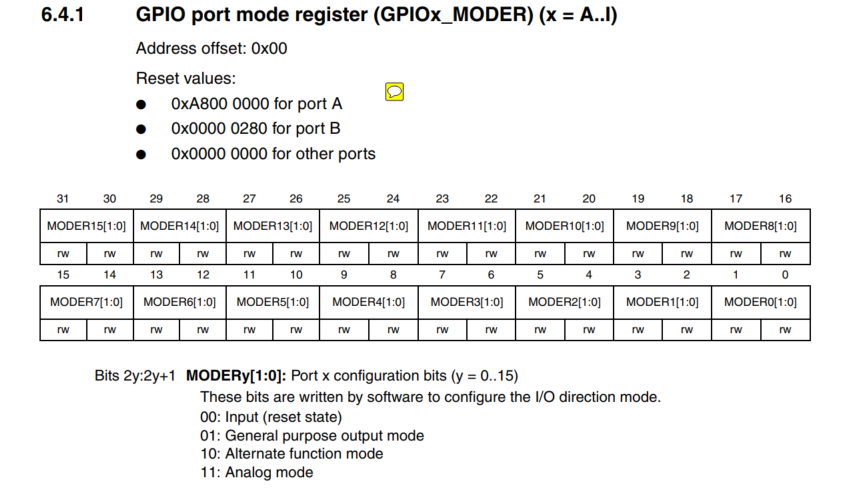 6.4.1 GPIO port mode register (GPIOx_MODER) (x = A..I)
Address offset: 0x00
Reset values:
● 0xA800 0000 for port A
● 0x0000 0280 for port B
● 0x0000 0000 for other ports
31 30 29 28 27 26 25 24 23 22 21 20 19 18 17 16
MODER15[1:0] MODER14[1:0] MODER13[1:0] MODER12[1:0] MODER11[1:0] MODER10[1:0] MODER9[1:0] MODER8[1:0]
rw rw rw rw rw rw rw rw rw rw rw rw rw rw rw rw
15 14 13 12 11 10 9 8 7 6 5 4 3 2 1 0
MODER7[1:0] MODER6[1:0] MODER5[1:0] MODER4[1:0] MODER3[1:0] MODER2[1:0] MODER1[1:0] MODER0[1:0]
rw rw rw rw rw rw rw rw rw rw rw rw rw rw rw rw
Bits 2y:2y+1 MODERy[1:0]: Port x configuration bits (y = 0..15)
These bits are written by software to configure the I/O direction mode.
00: Input (reset state)
01: General purpose output mode
10: Alternate function mode
11: Analog mode